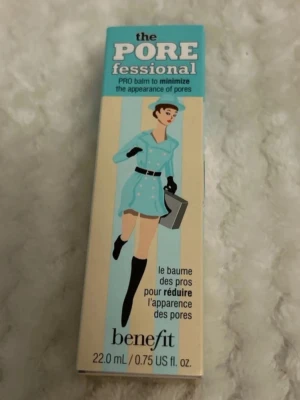 the
PORE
fessional
PRO balm to minimize
the appearance of pores
le baume
des pros
pour réduire
l'apparence
des pores
benefit
22.0 mL / 0.75 US fl. oz.